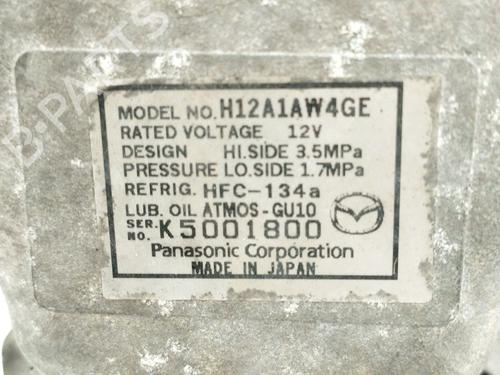 B-PARTS
MODEL NO. H12A1AW4GE
RATED VOLTAGE 12V
DESIGN HI.SIDE 3.5MPa
PRESSURE LO.SIDE 1.7MPa
REFRIG. HFC-134a
LUB. OIL ATMOS-GU10
SER. NO. K5001800
Panasonic Corporation
MADE IN JAPAN